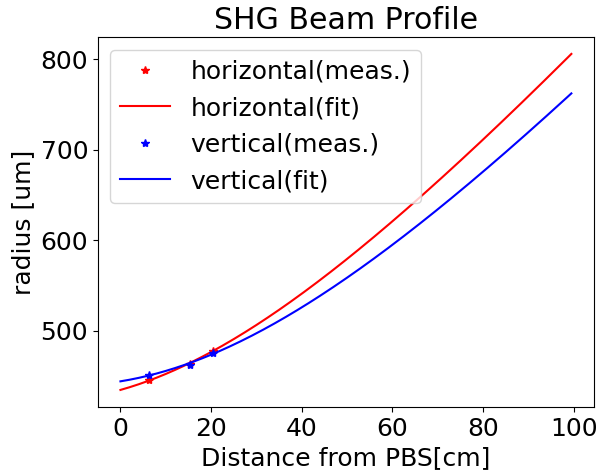 SHG Beam Profile
horizontal(meas.)
horizontal(fit)
vertical(meas.)
vertical(fit)
800
700
600
500
radius [um]
0 20 40 60 80 100
Distance from PBS[cm]